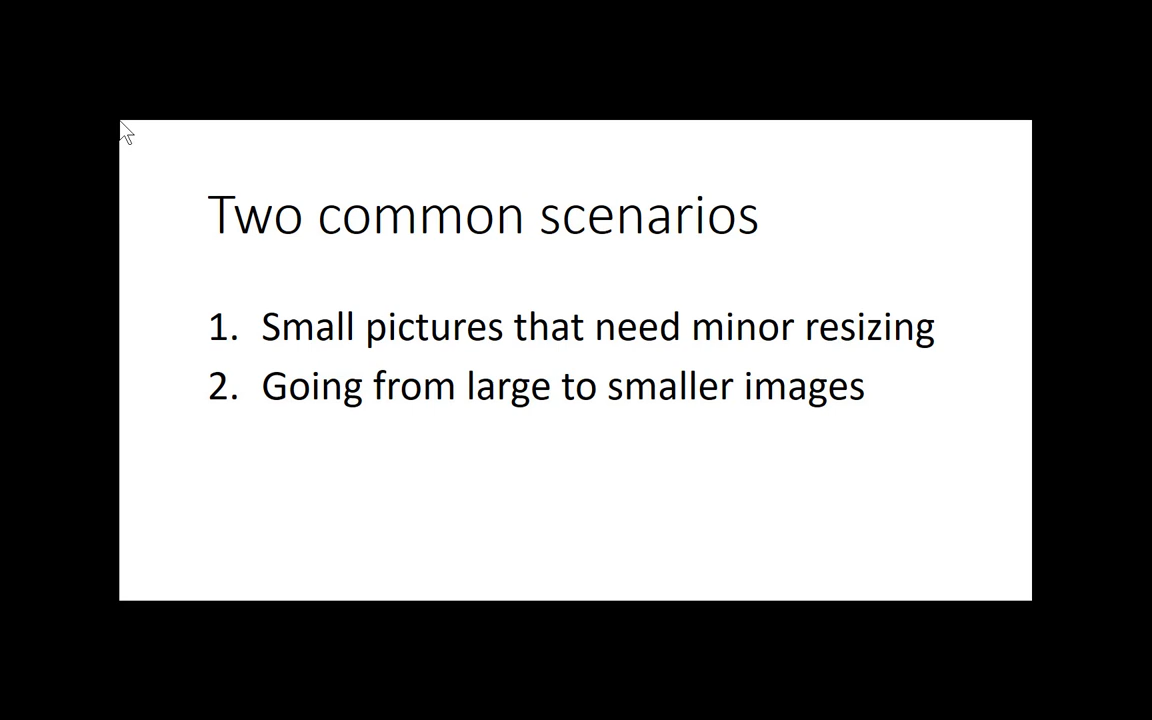 Two common scenarios
1. Small pictures that need minor resizing
2. Going from large to smaller images